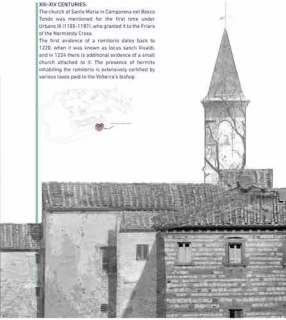 XIII-XIV CENTURIES:
The church of Santa Maria in Camporena nel Bosco
Tondo was mentioned for the first time under
Urbano III (1185-1187), who granted it to the Friars
of the Normandy Cross.
The first evidence of a romitorio dates back to
1220, when it was known as locus sancti Vivaldi,
and in 1224 there is additional evidence of a small
church attached to it. The presence of hermits
inhabiting the romitorio is extensively certified by
various taxes paid to the Volterra's bishop